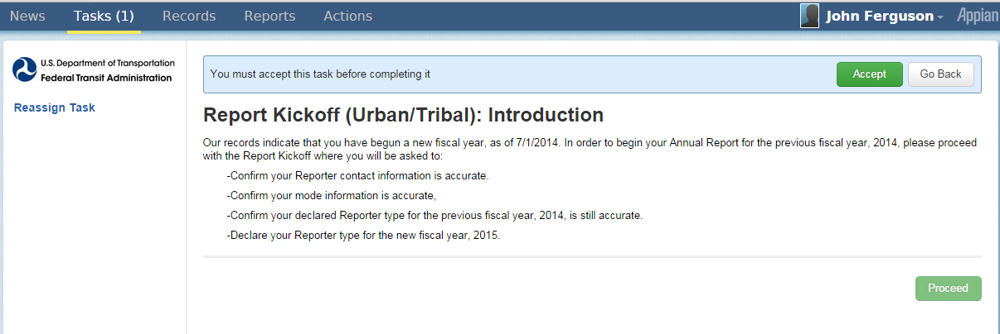 News Tasks (1) Records Reports Actions John Ferguson Appian
U.S. Department of Transportation
Federal Transit Administration
Reassign Task
You must accept this task before completing it Accept Go Back
Report Kickoff (Urban/Tribal): Introduction
Our records indicate that you have begun a new fiscal year, as of 7/1/2014. In order to begin your Annual Report for the previous fiscal year, 2014, please proceed
with the Report Kickoff where you will be asked to:
-Confirm your Reporter contact information is accurate.
-Confirm your mode information is accurate,
-Confirm your declared Reporter type for the previous fiscal year, 2014, is still accurate.
-Declare your Reporter type for the new fiscal year, 2015.
Proceed